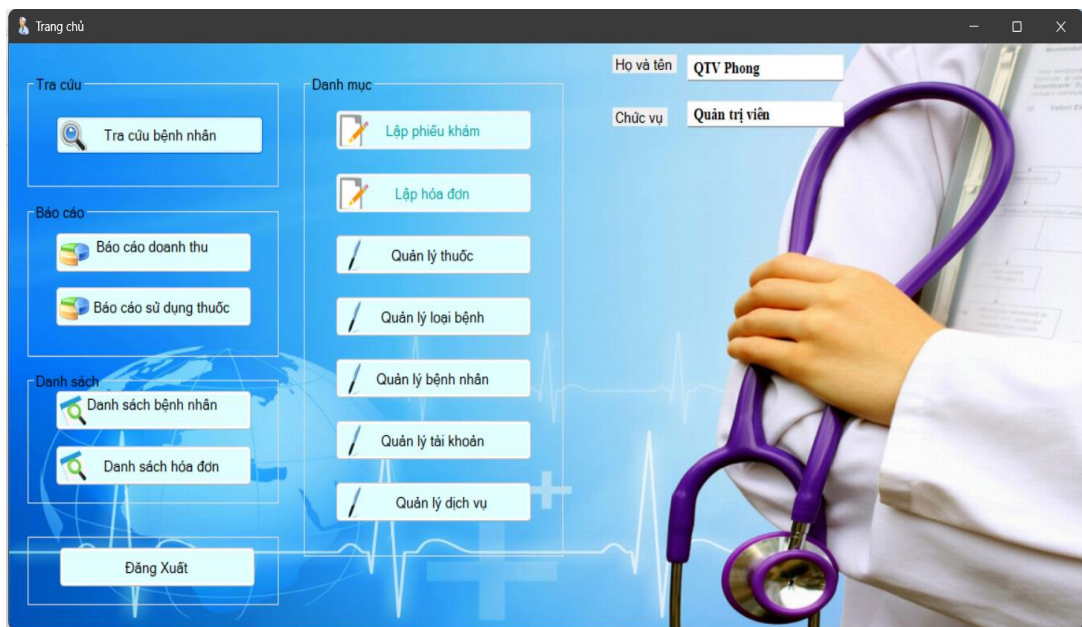 Trang chủ
Họ và tên
QTV Phong
Chức vụ
Quản trị viên
Tra cứu
Tra cứu bệnh nhân
Báo cáo
Báo cáo doanh thu
Báo cáo sử dụng thuốc
Danh sách
Danh sách bệnh nhân
Danh sách hóa đơn
Đăng Xuất
Danh mục
Lập phiếu khám
Lập hóa đơn
Quản lý thuốc
Quản lý loại bệnh
Quản lý bệnh nhân
Quản lý tài khoản
Quản lý dịch vụ